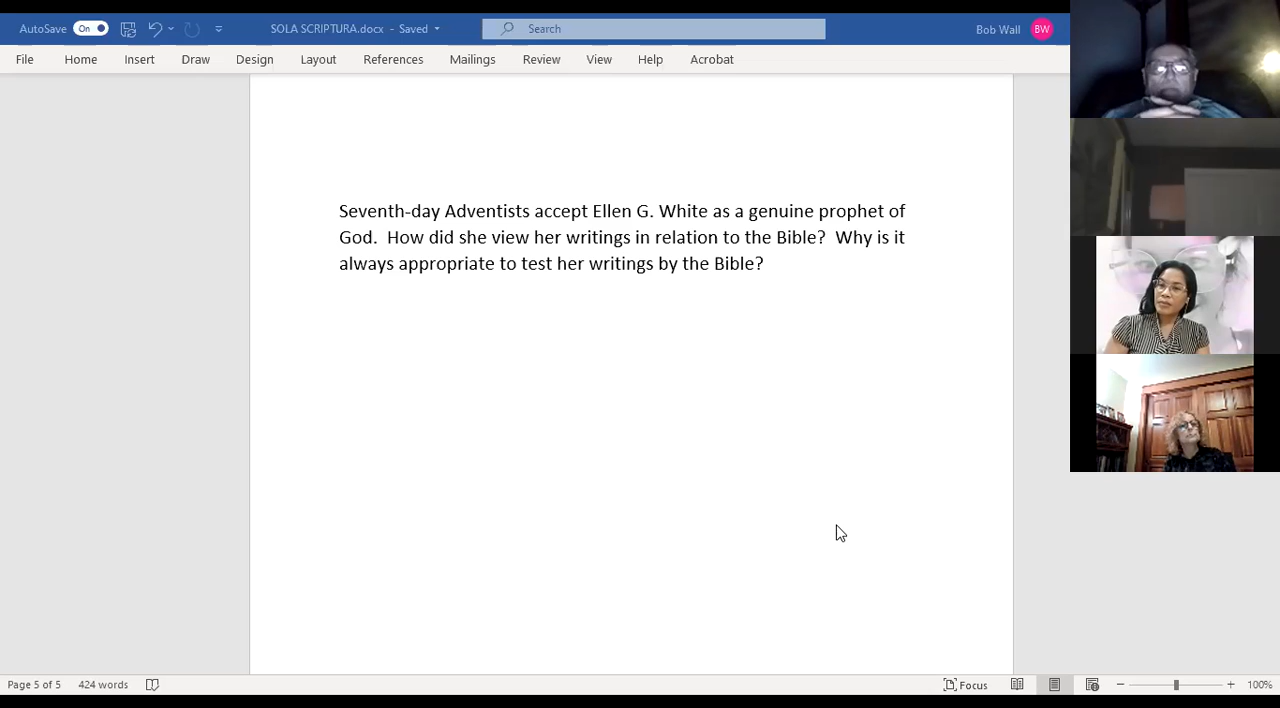 AutoSave On SOLA SCRIPTURA.docx - Saved Search Bob Wall BW
File Home Insert Draw Design Layout References Mailings Review View Help Acrobat
Seventh-day Adventists accept Ellen G. White as a genuine prophet of
God.  How did she view her writings in relation to the Bible?  Why is it
always appropriate to test her writings by the Bible?
Page 5 of 5 424 words Focus 100%